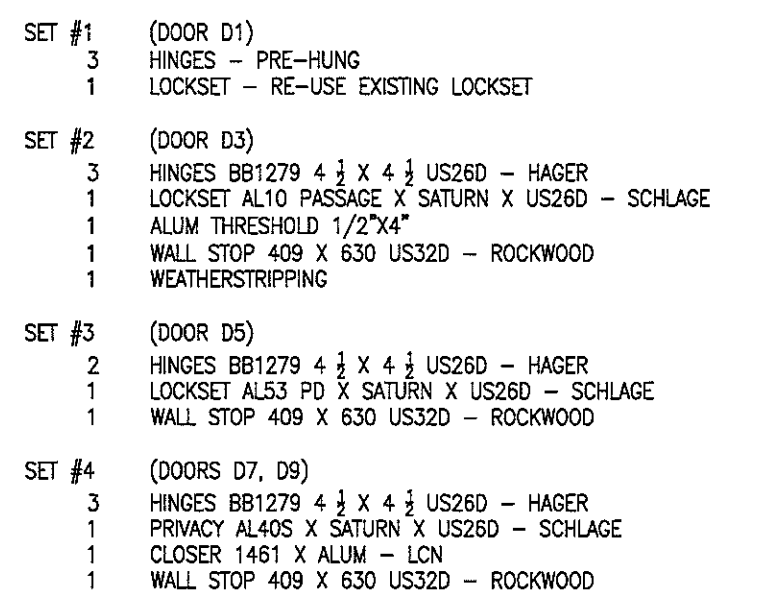 SET #1 (DOOR D1)
3 HINGES – PRE-HUNG
1 LOCKSET – RE-USE EXISTING LOCKSET
SET #2 (DOOR D3)
3 HINGES BB1279 4 1/2 X 4 1/2 US26D – HAGER
1 LOCKSET AL10 PASSAGE X SATURN X US26D – SCHLAGE
1 ALUM THRESHOLD 1/2"X4"
1 WALL STOP 409 X 630 US32D – ROCKWOOD
1 WEATHERSTRIPPING
SET #3 (DOOR D5)
2 HINGES BB1279 4 1/2 X 4 1/2 US26D – HAGER
1 LOCKSET AL53 PD X SATURN X US26D – SCHLAGE
1 WALL STOP 409 X 630 US32D – ROCKWOOD
SET #4 (DOORS D7, D9)
3 HINGES BB1279 4 1/2 X 4 1/2 US26D – HAGER
1 PRIVACY AL40S X SATURN X US26D – SCHLAGE
1 CLOSER 1461 X ALUM – LCN
1 WALL STOP 409 X 630 US32D – ROCKWOOD